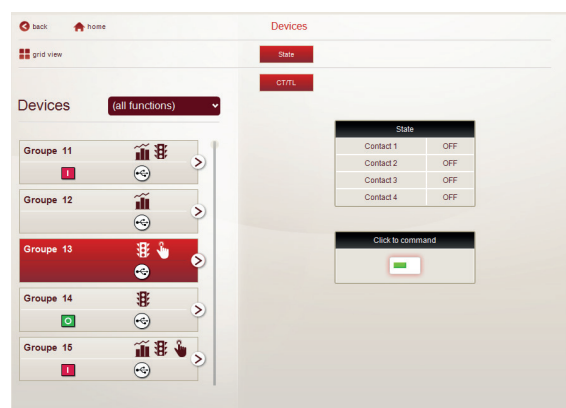 back home Devices
grid view State
CT/TL
Devices (all functions)
State
Contact 1 OFF
Contact 2 OFF
Contact 3 OFF
Contact 4 OFF
Click to command
Groupe 11
I
Groupe 12
Groupe 13
Groupe 14
O
Groupe 15
I